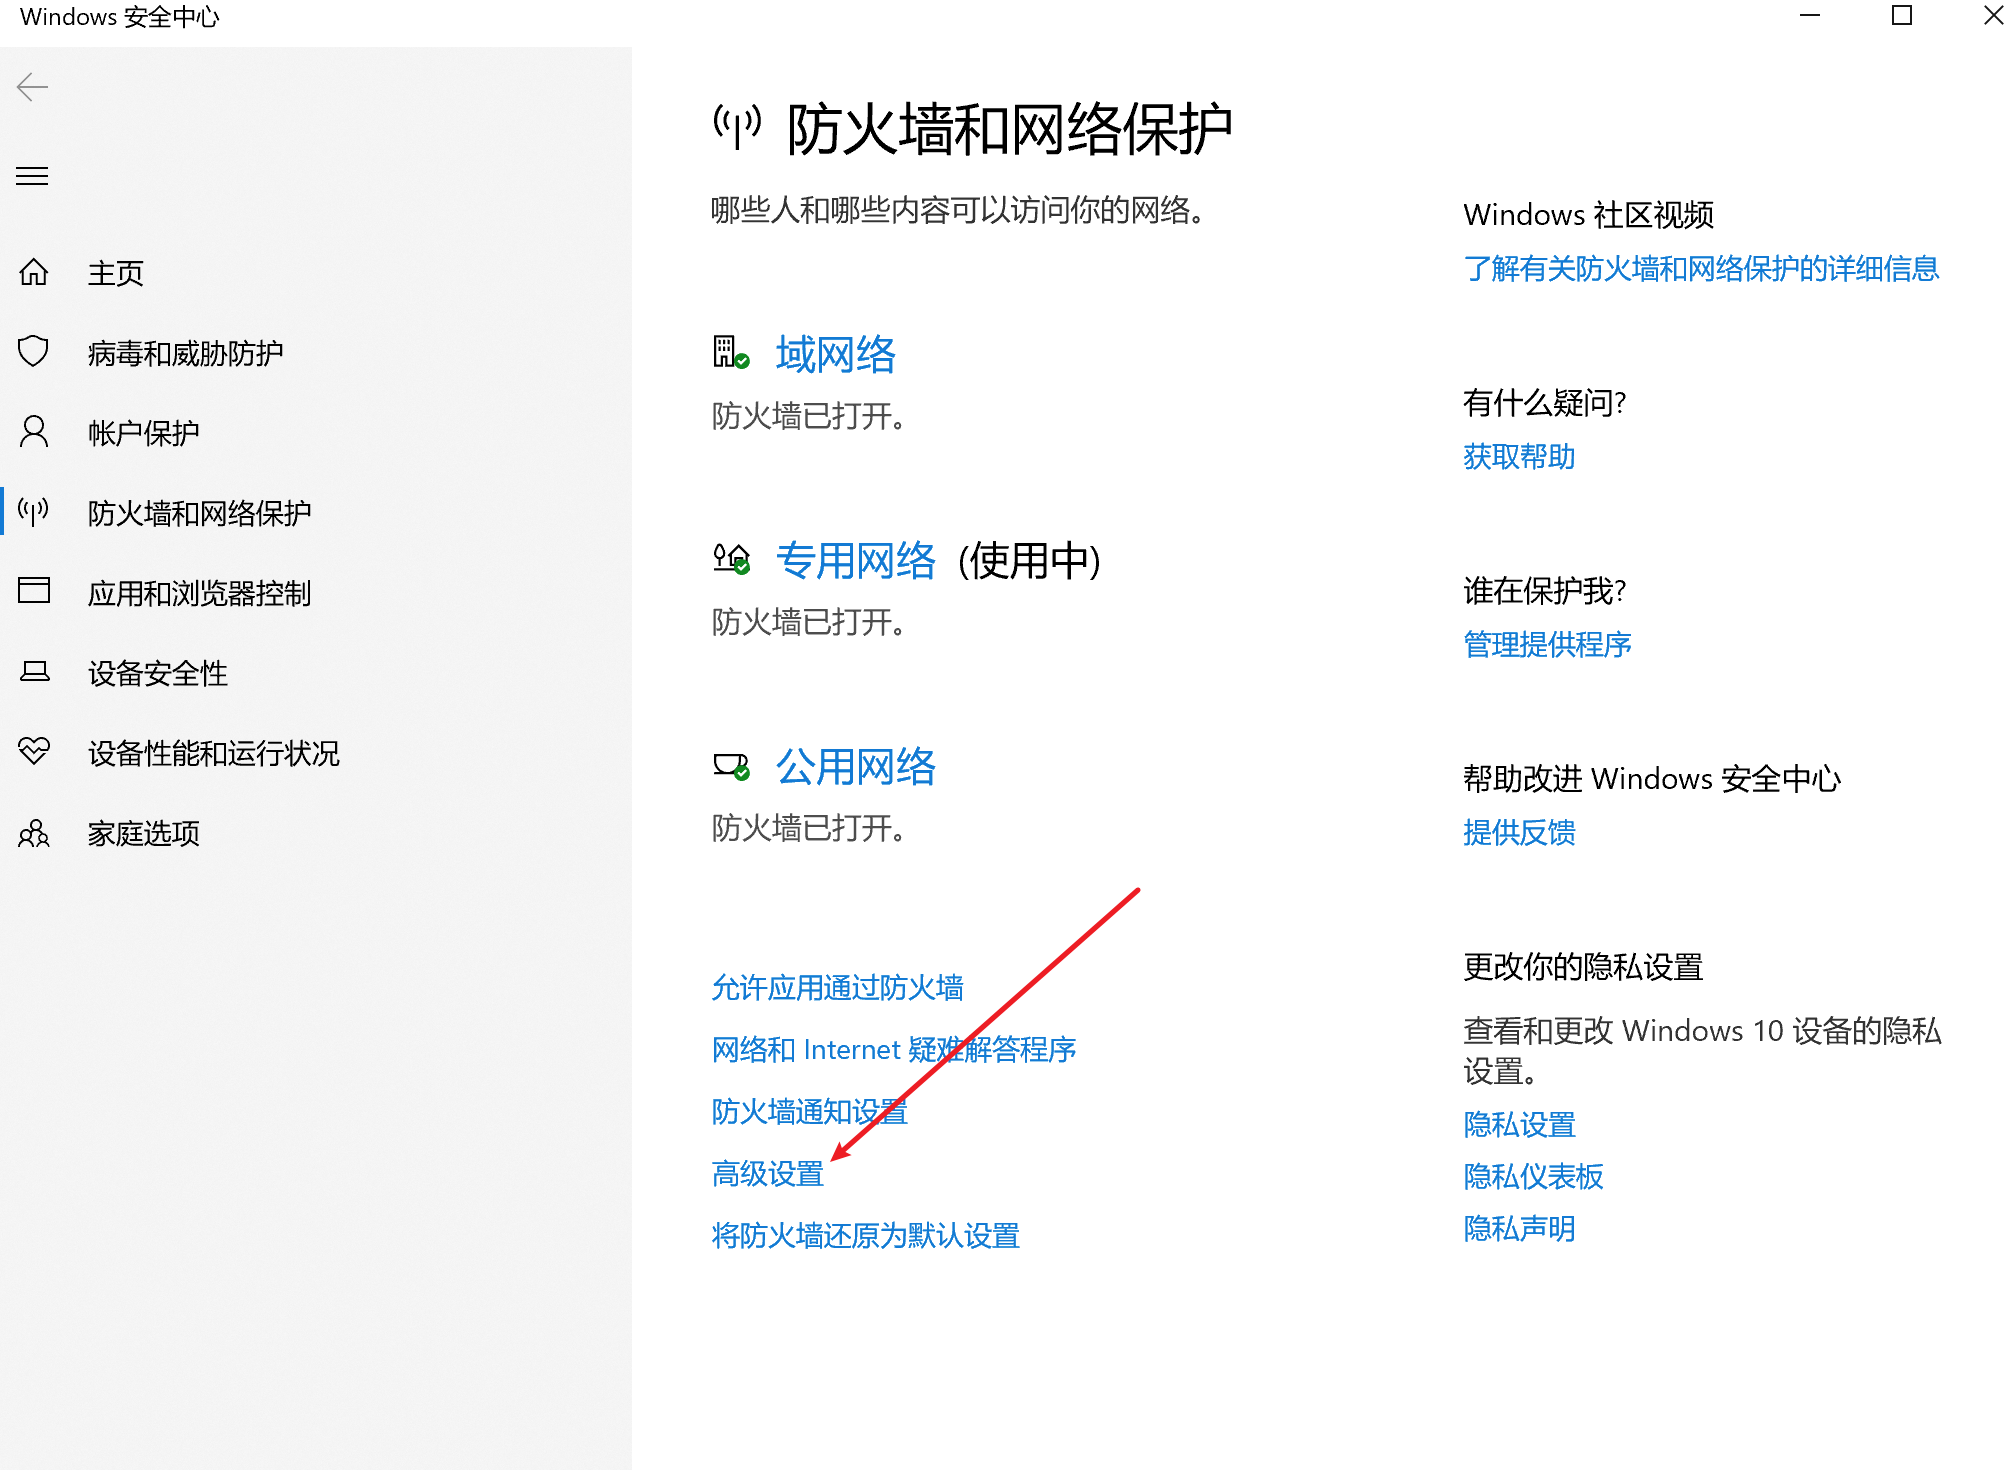 Windows 安全中心
主页
病毒和威胁防护
帐户保护
防火墙和网络保护
应用和浏览器控制
设备安全性
设备性能和运行状况
家庭选项
防火墙和网络保护
哪些人和哪些内容可以访问你的网络。
域网络
防火墙已打开。
专用网络 (使用中)
防火墙已打开。
公用网络
防火墙已打开。
允许应用通过防火墙
网络和 Internet 疑难解答程序
防火墙通知设置
高级设置
将防火墙还原为默认设置
Windows 社区视频
了解有关防火墙和网络保护的详细信息
有什么疑问?
获取帮助
谁在保护我?
管理提供程序
帮助改进 Windows 安全中心
提供反馈
更改你的隐私设置
查看和更改 Windows 10 设备的隐私
设置。
隐私设置
隐私仪表板
隐私声明